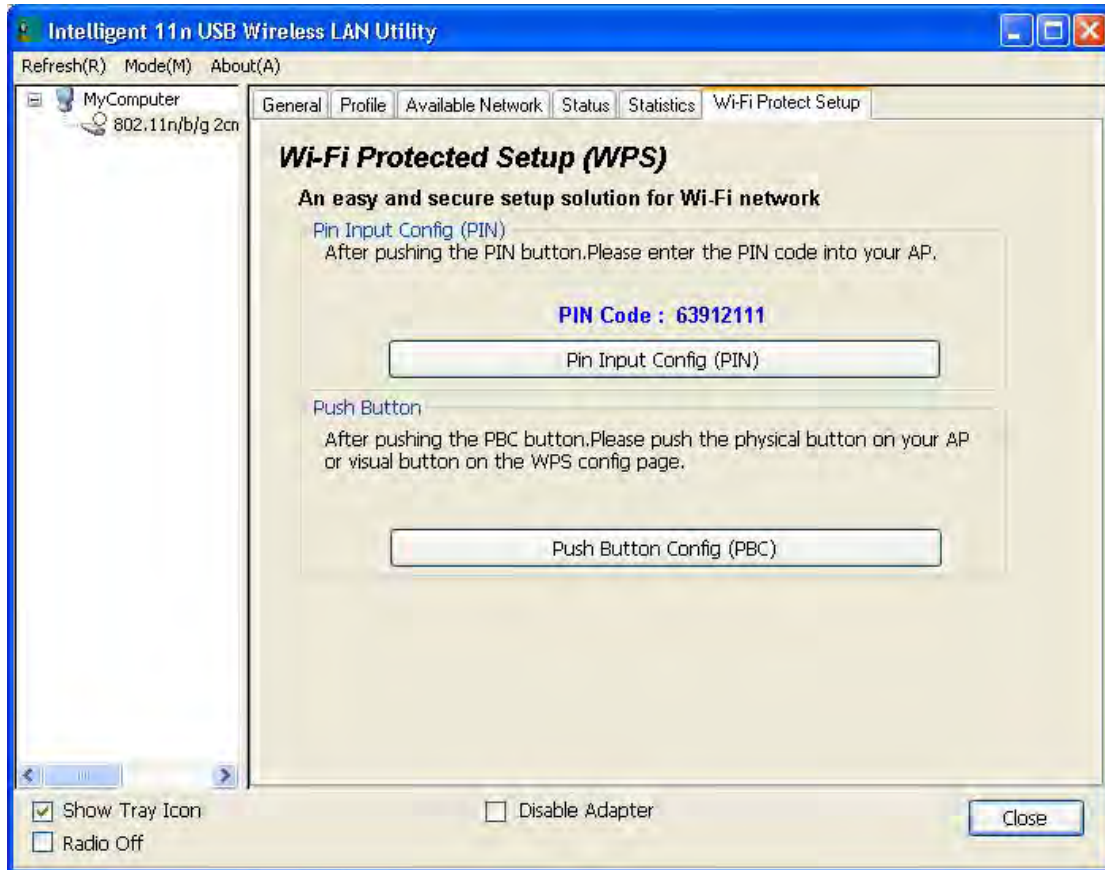 Intelligent 11n USB Wireless LAN Utility
Refresh(R) Mode(M) About(A)
MyComputer
802.11n/b/g 2cn
General Profile Available Network Status Statistics Wi-Fi Protect Setup
Wi-Fi Protected Setup (WPS)
An easy and secure setup solution for Wi-Fi network
Pin Input Config (PIN)
After pushing the PIN button.Please enter the PIN code into your AP.
PIN Code : 63912111
Pin Input Config (PIN)
Push Button
After pushing the PBC button.Please push the physical button on your AP
or visual button on the WPS config page.
Push Button Config (PBC)
Show Tray Icon
Disable Adapter
Radio Off
Close